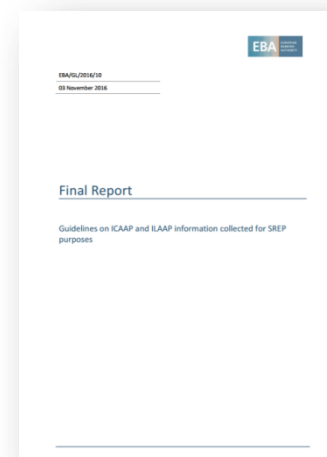 EBA
EBA/GL/2016/10
03 November 2016
Final Report
Guidelines on ICAAP and ILAAP information collected for SREP
purposes